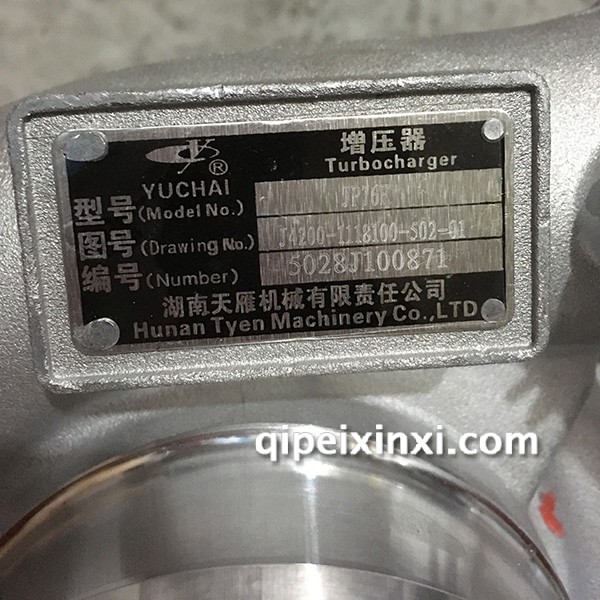 增压器
Turbocharger
®
YUCHAI
型号(Model No.) JP76F
图号(Drawing No.) JA200-1118100-502-01
编号(Number) 5028J100871
湖南天雁机械有限责任公司
Hunan Tyen Machinery Co.,LTD
qipeixinxi.com